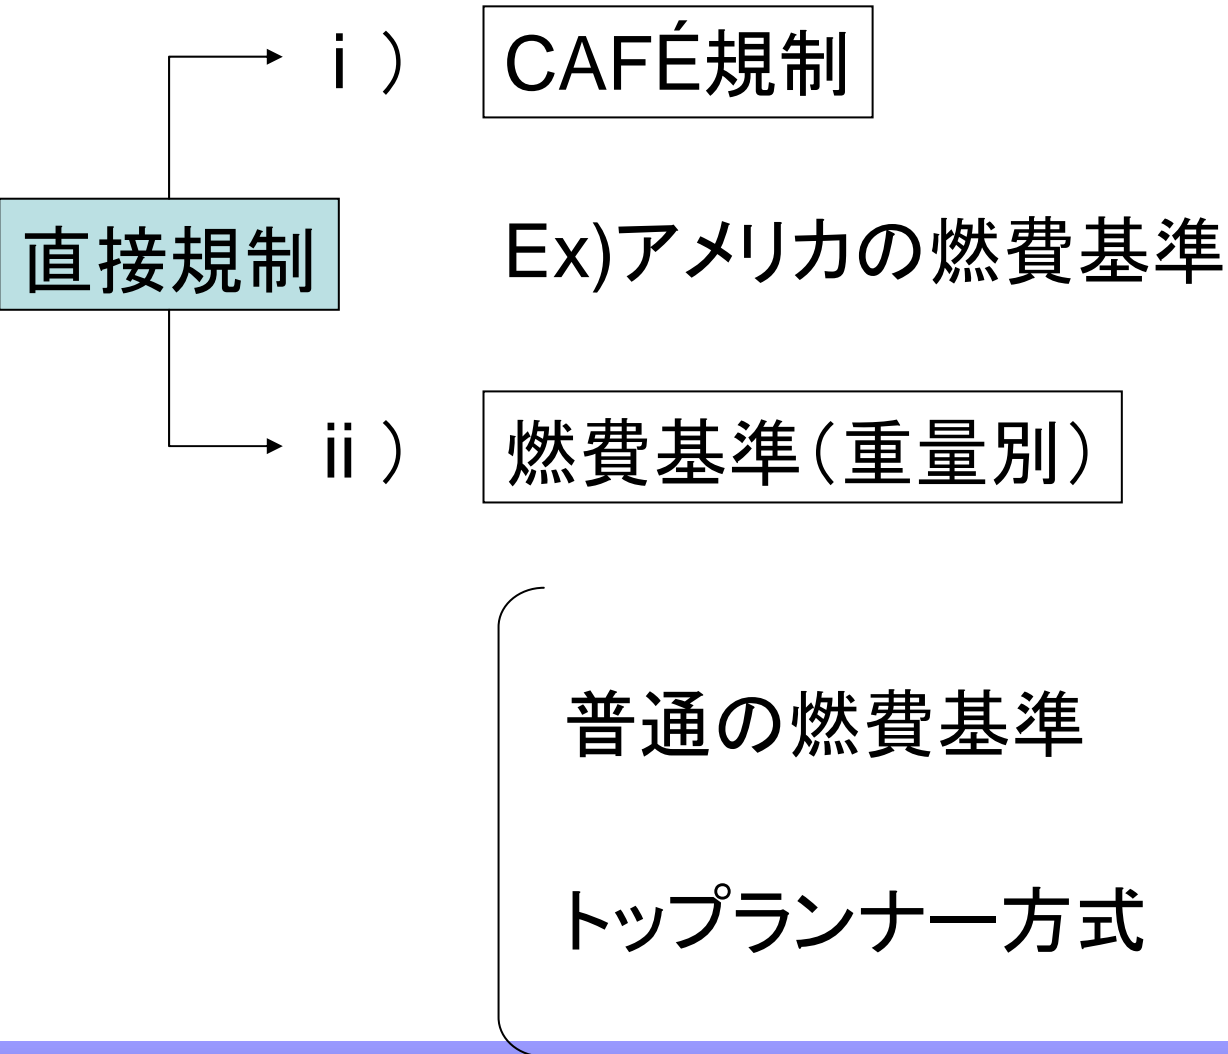 ⅰ） CAFÉ規制
直接規制
Ex)アメリカの燃費基準
ⅱ） 燃費基準（重量別）
普通の燃費基準
トップランナー方式